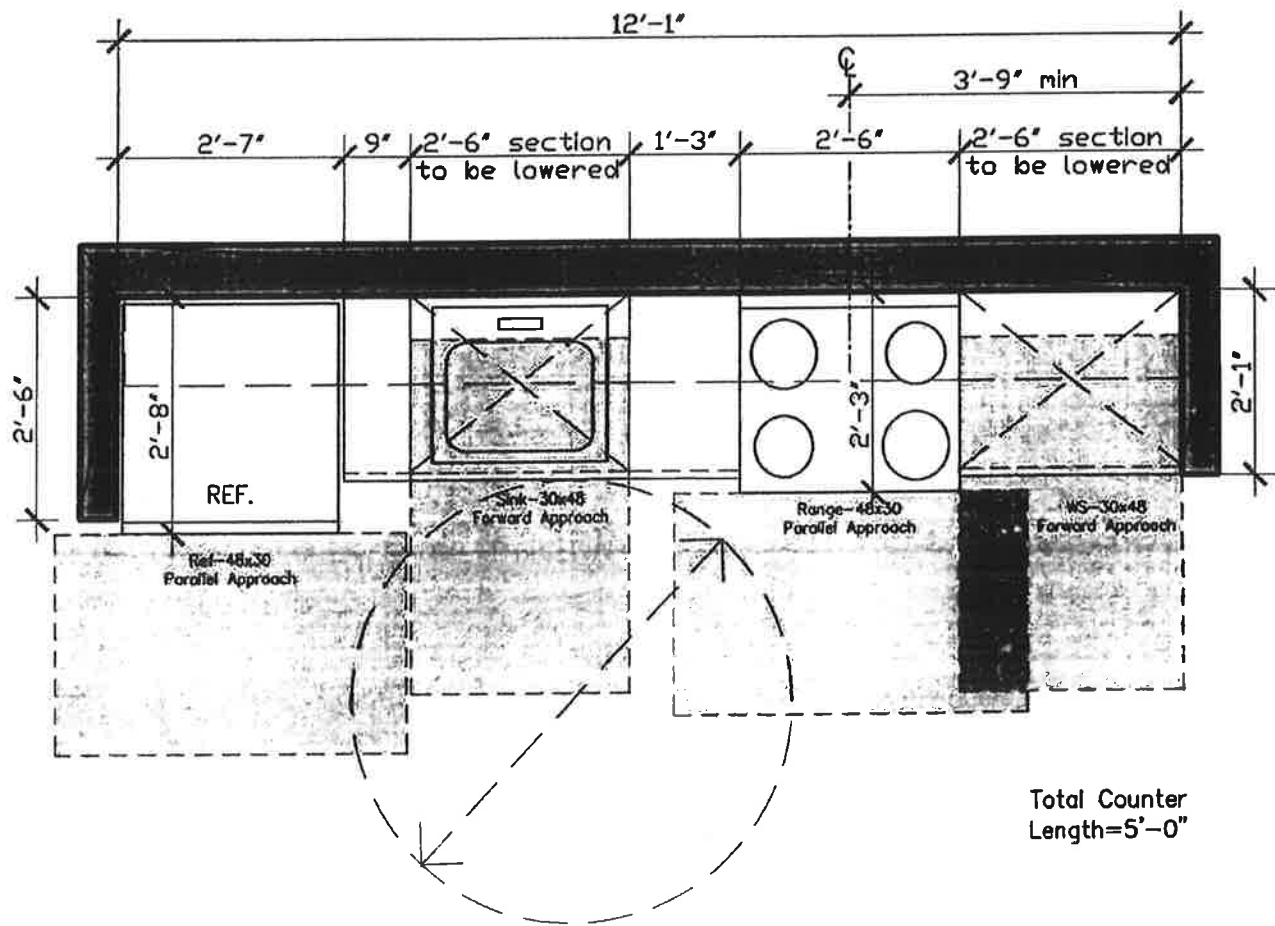 12'-1"
℄
3'-9" min
2'-7"
9"
2'-6" section
to be lowered
1'-3"
2'-6"
2'-6" section
to be lowered
2'-6"
2'-8"
2'-3"
2'-1"
REF.
Sink-30x48
Forward Approach
Range-48x30
Parallel Approach
WS-30x48
Forward Approach
Ref-48x30
Parallel Approach
Total Counter
Length=5'-0"